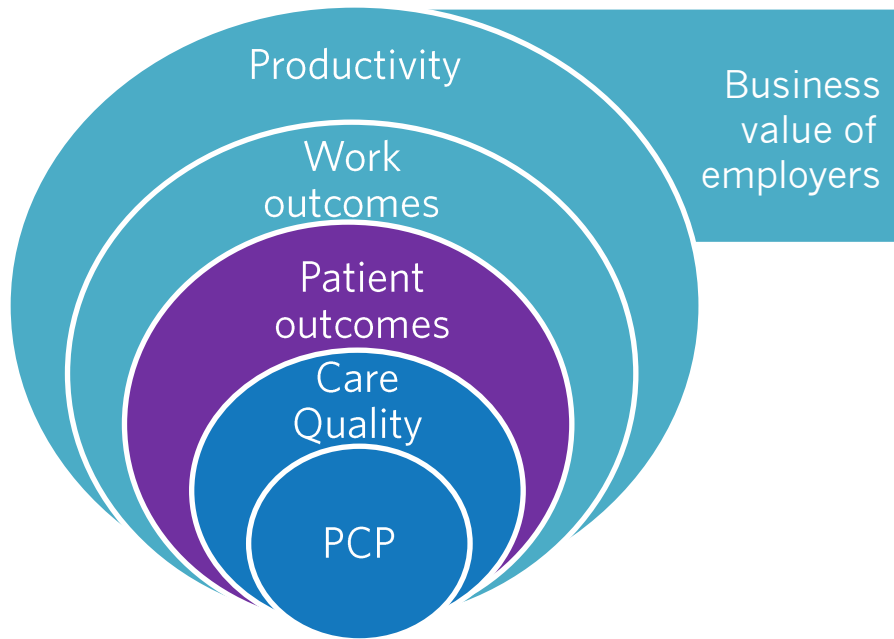 Productivity
Business
value of
employers
Work
outcomes
Patient
outcomes
Care
Quality
PCP